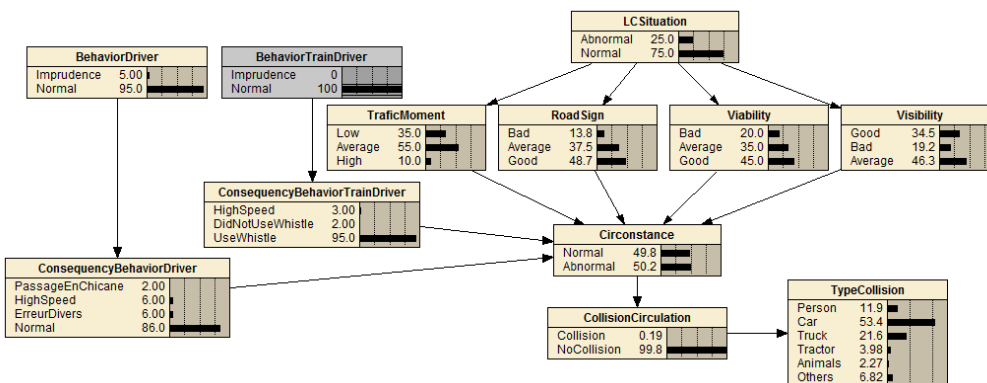 LCSituation
Abnormal 25.0
Normal 75.0
BehaviorDriver
Imprudence 5.00
Normal 95.0
BehaviorTrainDriver
Imprudence 0
Normal 100
TraficMoment
Low 35.0
Average 55.0
High 10.0
RoadSign
Bad 13.8
Average 37.5
Good 48.7
Viability
Bad 20.0
Average 35.0
Good 45.0
Visibility
Good 34.5
Bad 19.2
Average 46.3
ConsequencyBehaviorTrainDriver
HighSpeed 3.00
DidNotUseWhistle 2.00
UseWhistle 95.0
Circonstance
Normal 49.8
Abnormal 50.2
ConsequencyBehaviorDriver
PassageEnChicane 2.00
HighSpeed 6.00
ErreurDivers 6.00
Normal 86.0
CollisionCirculation
Collision 0.19
NoCollision 99.8
TypeCollision
Person 11.9
Car 53.4
Truck 21.6
Tractor 3.98
Animals 2.27
Others 6.82